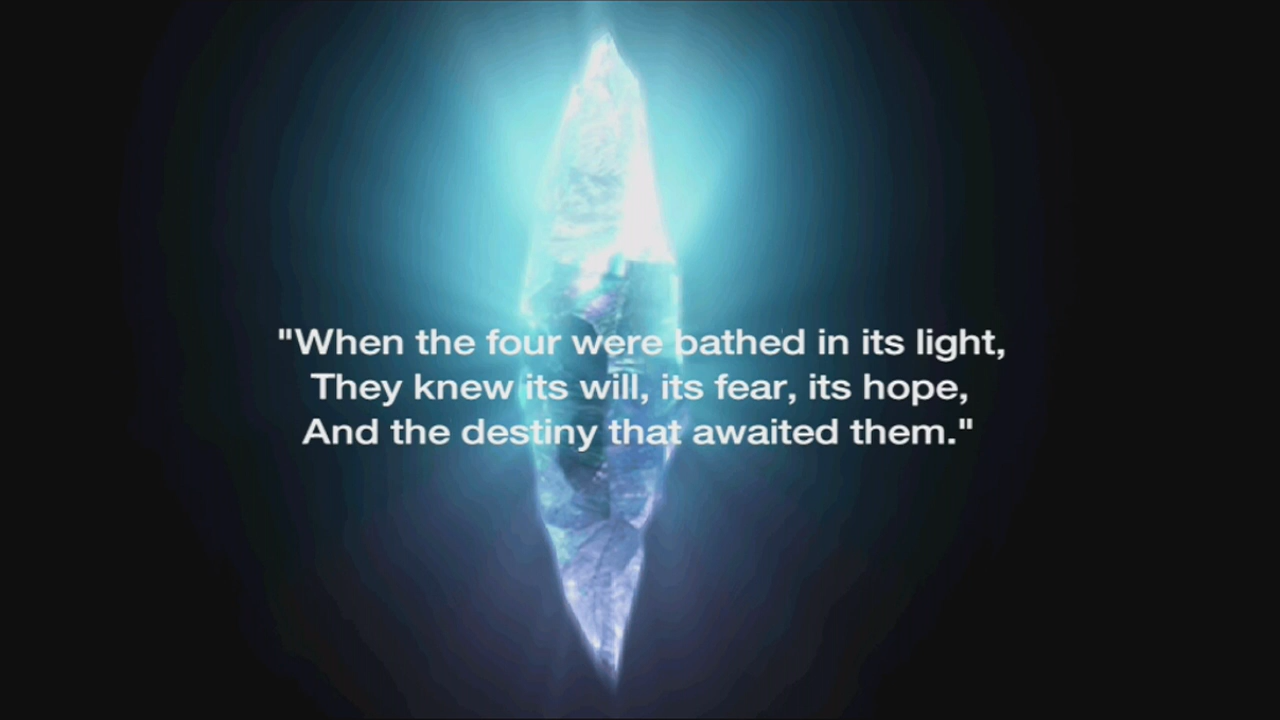 "When the four were bathed in its light,
They knew its will, its fear, its hope,
And the destiny that awaited them."